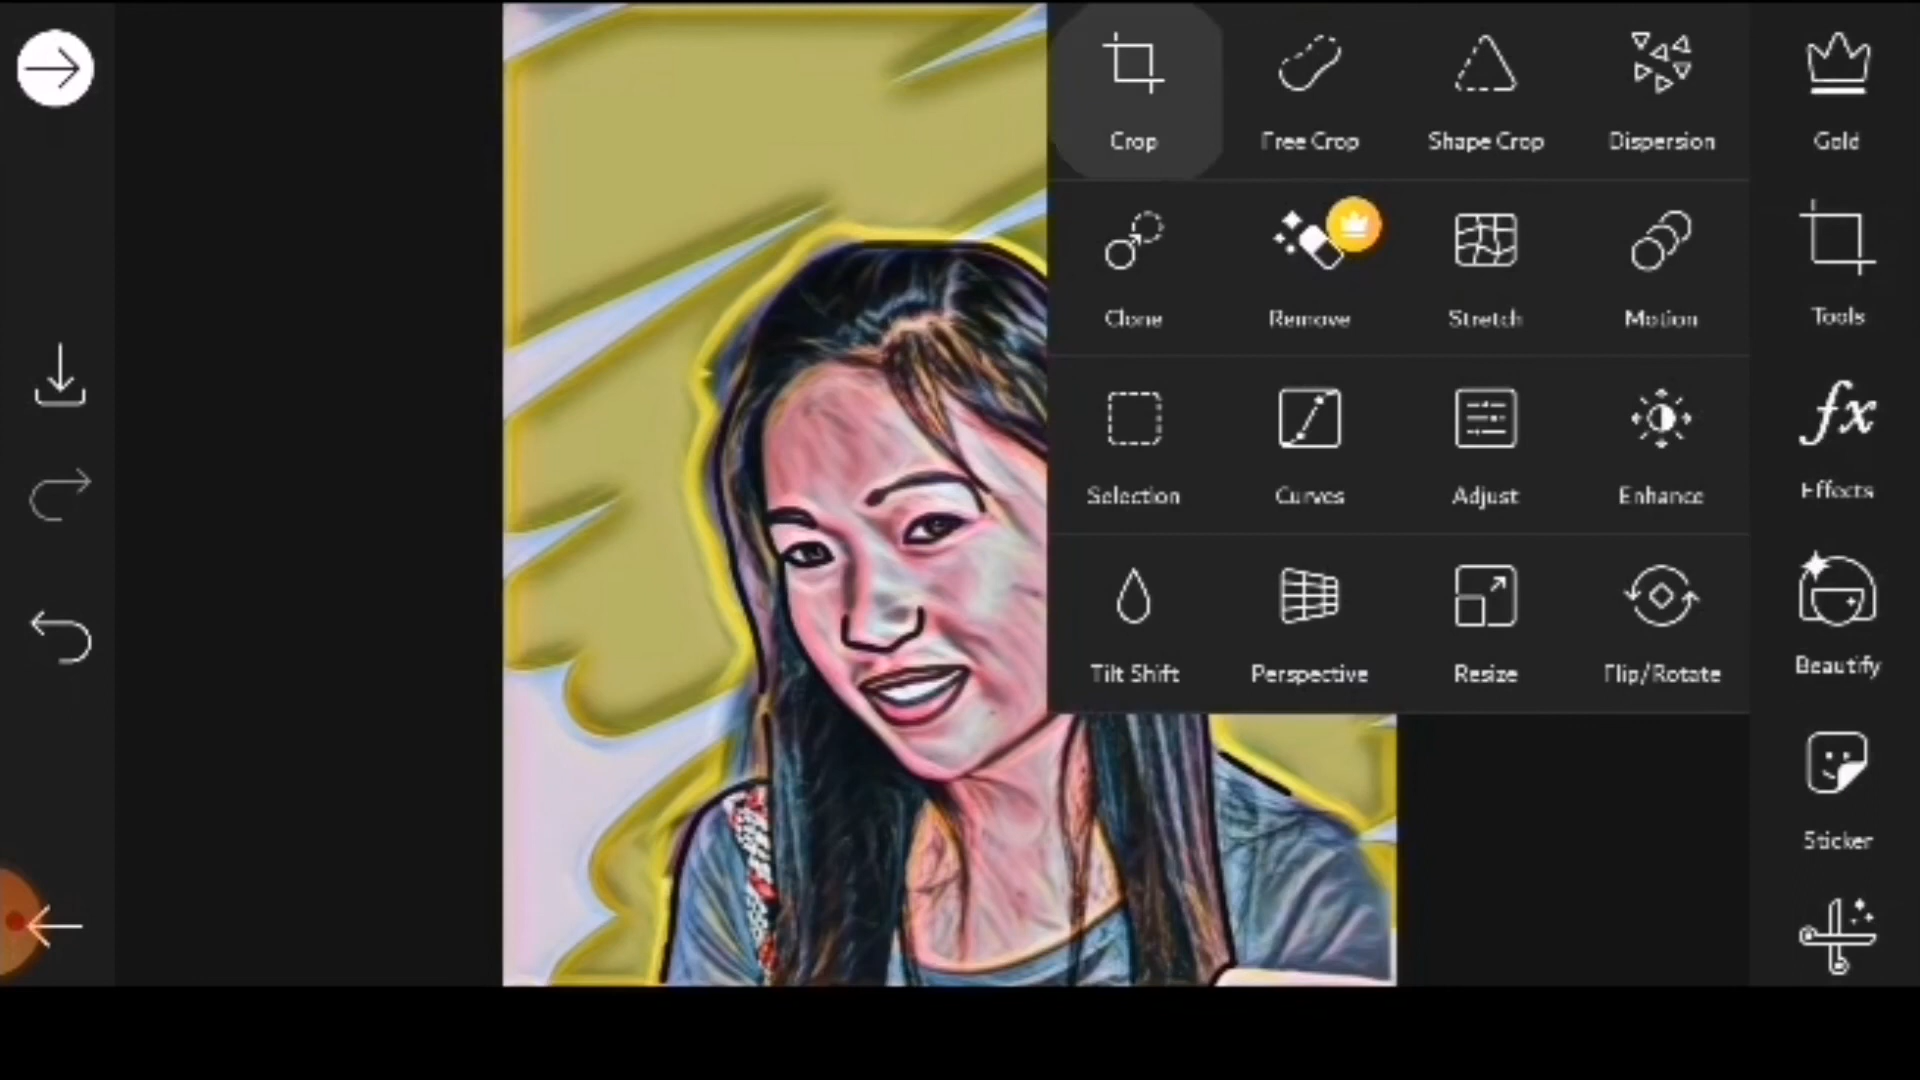 Crop Free Crop Shape Crop Dispersion Gold
Clone Remove Stretch Motion Tools
Selection Curves Adjust Enhance Effects
Tilt Shift Perspective Resize Flip/Rotate Beautify
Sticker